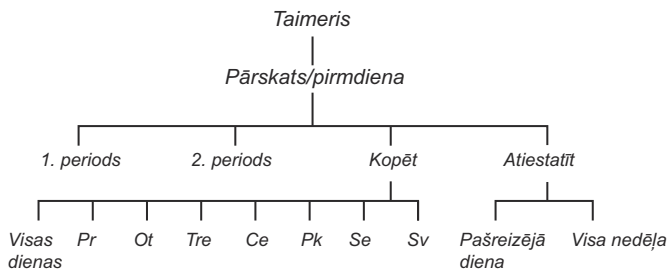 Taimeris
Pārskats/pirmdiena
1. periods 2. periods Kopēt Atiestatīt
Visas dienas Pr Ot Tre Ce Pk Se Sv Pašreizējā diena Visa nedēļa